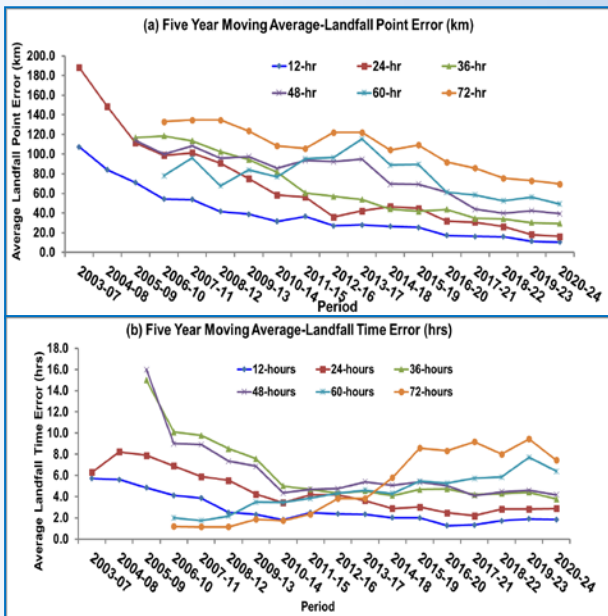 (a) Five Year Moving Average-Landfall Point Error (km)
Average Landfall Point Error (km)
200.0
180.0
160.0
140.0
120.0
100.0
80.0
60.0
40.0
20.0
0.0
12-hr 24-hr 36-hr
48-hr 60-hr 72-hr
2003-07 2004-08 2005-09 2006-10 2007-11 2008-12 2009-13 2010-14 2011-15 2012-16 2013-17 2014-18 2015-19 2016-20 2017-21 2018-22 2019-23 2020-24
Period
(b) Five Year Moving Average-Landfall Time Error (hrs)
Average Landfall Time Error (hrs)
18.0
16.0
14.0
12.0
10.0
8.0
6.0
4.0
2.0
0.0
12-hours 24-hours 36-hours
48-hours 60-hours 72-hours
2003-07 2004-08 2005-09 2006-10 2007-11 2008-12 2009-13 2010-14 2011-15 2012-16 2013-17 2014-18 2015-19 2016-20 2017-21 2018-22 2019-23 2020-24
Period